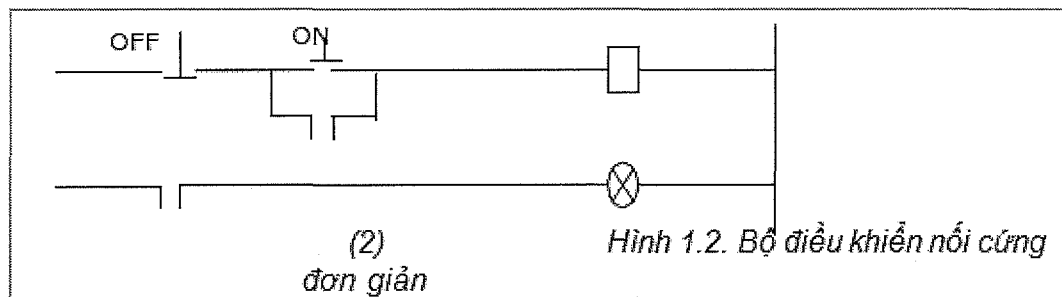 OFF
ON
(2)
Hình 1.2. Bộ điều khiển nối cứng
đơn giản